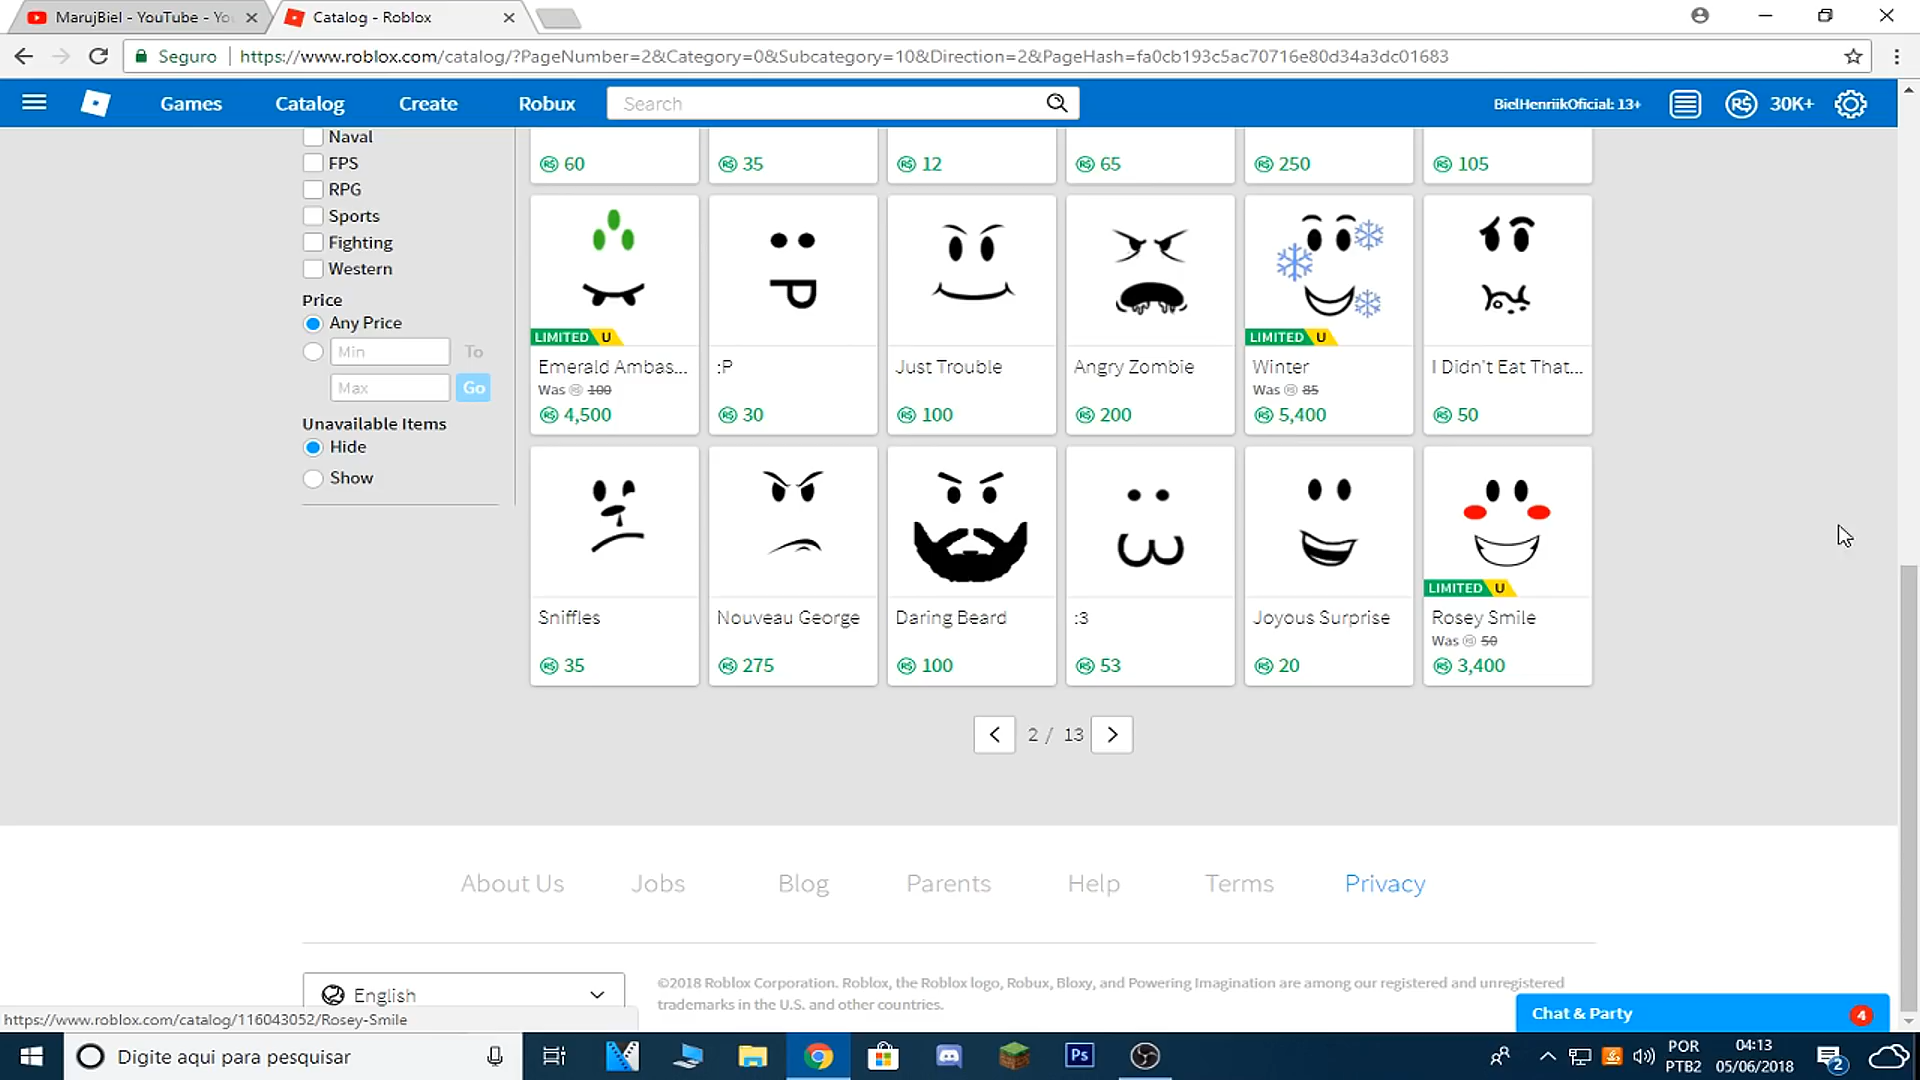 MarujBiel - YouTube - Yo
Catalog - Roblox
Seguro
https://www.roblox.com/catalog/?PageNumber=2&Category=0&Subcategory=10&Direction=2&PageHash=fa0cb193c5ac70716e80d34a3dc01683
Games
Catalog
Create
Robux
Search
BielHenriikOficial: 13+
R$ 30K+
Naval
FPS
RPG
Sports
Fighting
Western
Price
Any Price
Min
To
Max
Go
Unavailable Items
Hide
Show
R$ 60
R$ 35
R$ 12
R$ 65
R$ 250
R$ 105
LIMITED U
Emerald Ambas...
Was R$ 100
R$ 4,500
:P
R$ 30
Just Trouble
R$ 100
Angry Zombie
R$ 200
LIMITED U
Winter
Was R$ 85
R$ 5,400
I Didn't Eat That...
R$ 50
Sniffles
R$ 35
Nouveau George
R$ 275
Daring Beard
R$ 100
:3
R$ 53
Joyous Surprise
R$ 20
LIMITED U
Rosey Smile
Was R$ 50
R$ 3,400
2 / 13
About Us
Jobs
Blog
Parents
Help
Terms
Privacy
English
©2018 Roblox Corporation. Roblox, the Roblox logo, Robux, Bloxy, and Powering Imagination are among our registered and unregistered
trademarks in the U.S. and other countries.
https://www.roblox.com/catalog/116043052/Rosey-Smile
Chat & Party
4
Digite aqui para pesquisar
Ps
POR
PTB2
04:13
05/06/2018
2